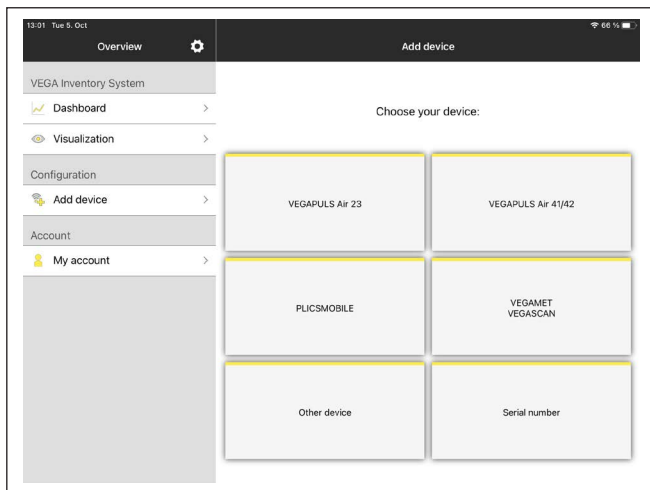 13:01 Tue 5. Oct
66 %
Overview
Add device
VEGA Inventory System
Dashboard
Visualization
Configuration
Add device
Account
My account
Choose your device:
VEGAPULS Air 23
VEGAPULS Air 41/42
PLICSMOBILE
VEGAMET
VEGASCAN
Other device
Serial number